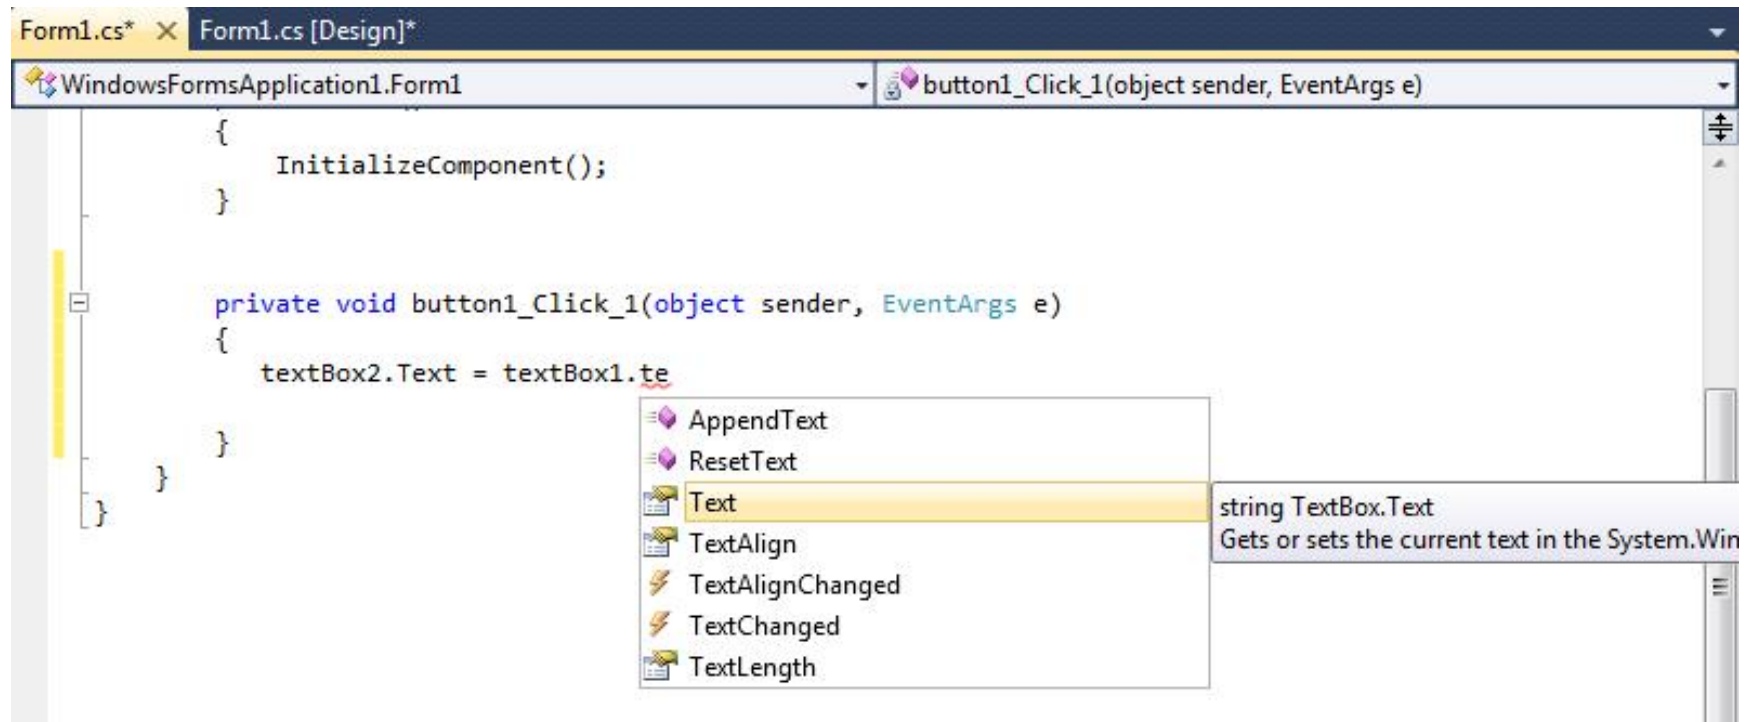 Form1.cs* Form1.cs [Design]*
WindowsFormsApplication1.Form1 button1_Click_1(object sender, EventArgs e)
{
InitializeComponent();
}
private void button1_Click_1(object sender, EventArgs e)
{
textBox2.Text = textBox1.te
AppendText
}
ResetText
}
Text
string TextBox.Text
}
TextAlign
Gets or sets the current text in the System.Win
TextAlignChanged
TextChanged
TextLength